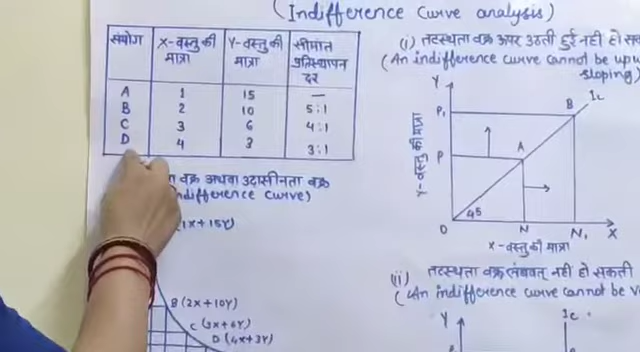 (Indifference Curve analysis)
संयोग X-वस्तु की मात्रा Y-वस्तु की मात्रा सीमांत प्रतिस्थापन दर
A 1 15 —
B 2 10 5:1
C 3 6 4:1
D 4 3 3:1
वक्र अथवा उदासीनता वक्र
ndifference curve)
(1X+15Y)
B (2X+10Y)
C (3X+6Y)
D (4X+3Y)
(i) तटस्थता वक्र ऊपर उठती हुई नहीं हो सक
(An indifference curve cannot be upw
sloping)
Y
Ic
P1
B
P
A
Y-वस्तु की मात्रा
45
O N N1 X
X-वस्तु की मात्रा
(ii) तटस्थता वक्र लंबवत् नहीं हो सकती
(An indifference curve cannot be v
Y
Ic